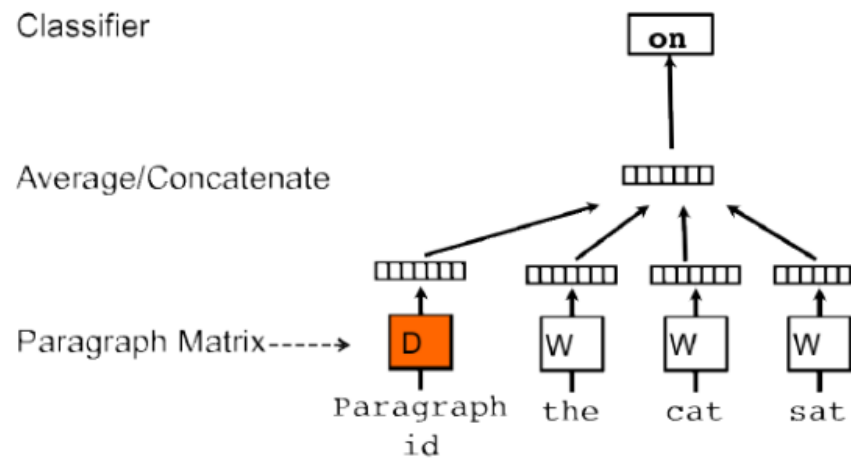 Classifier
on
Average/Concatenate
Paragraph Matrix
D
W
W
W
Paragraph
id
the
cat
sat